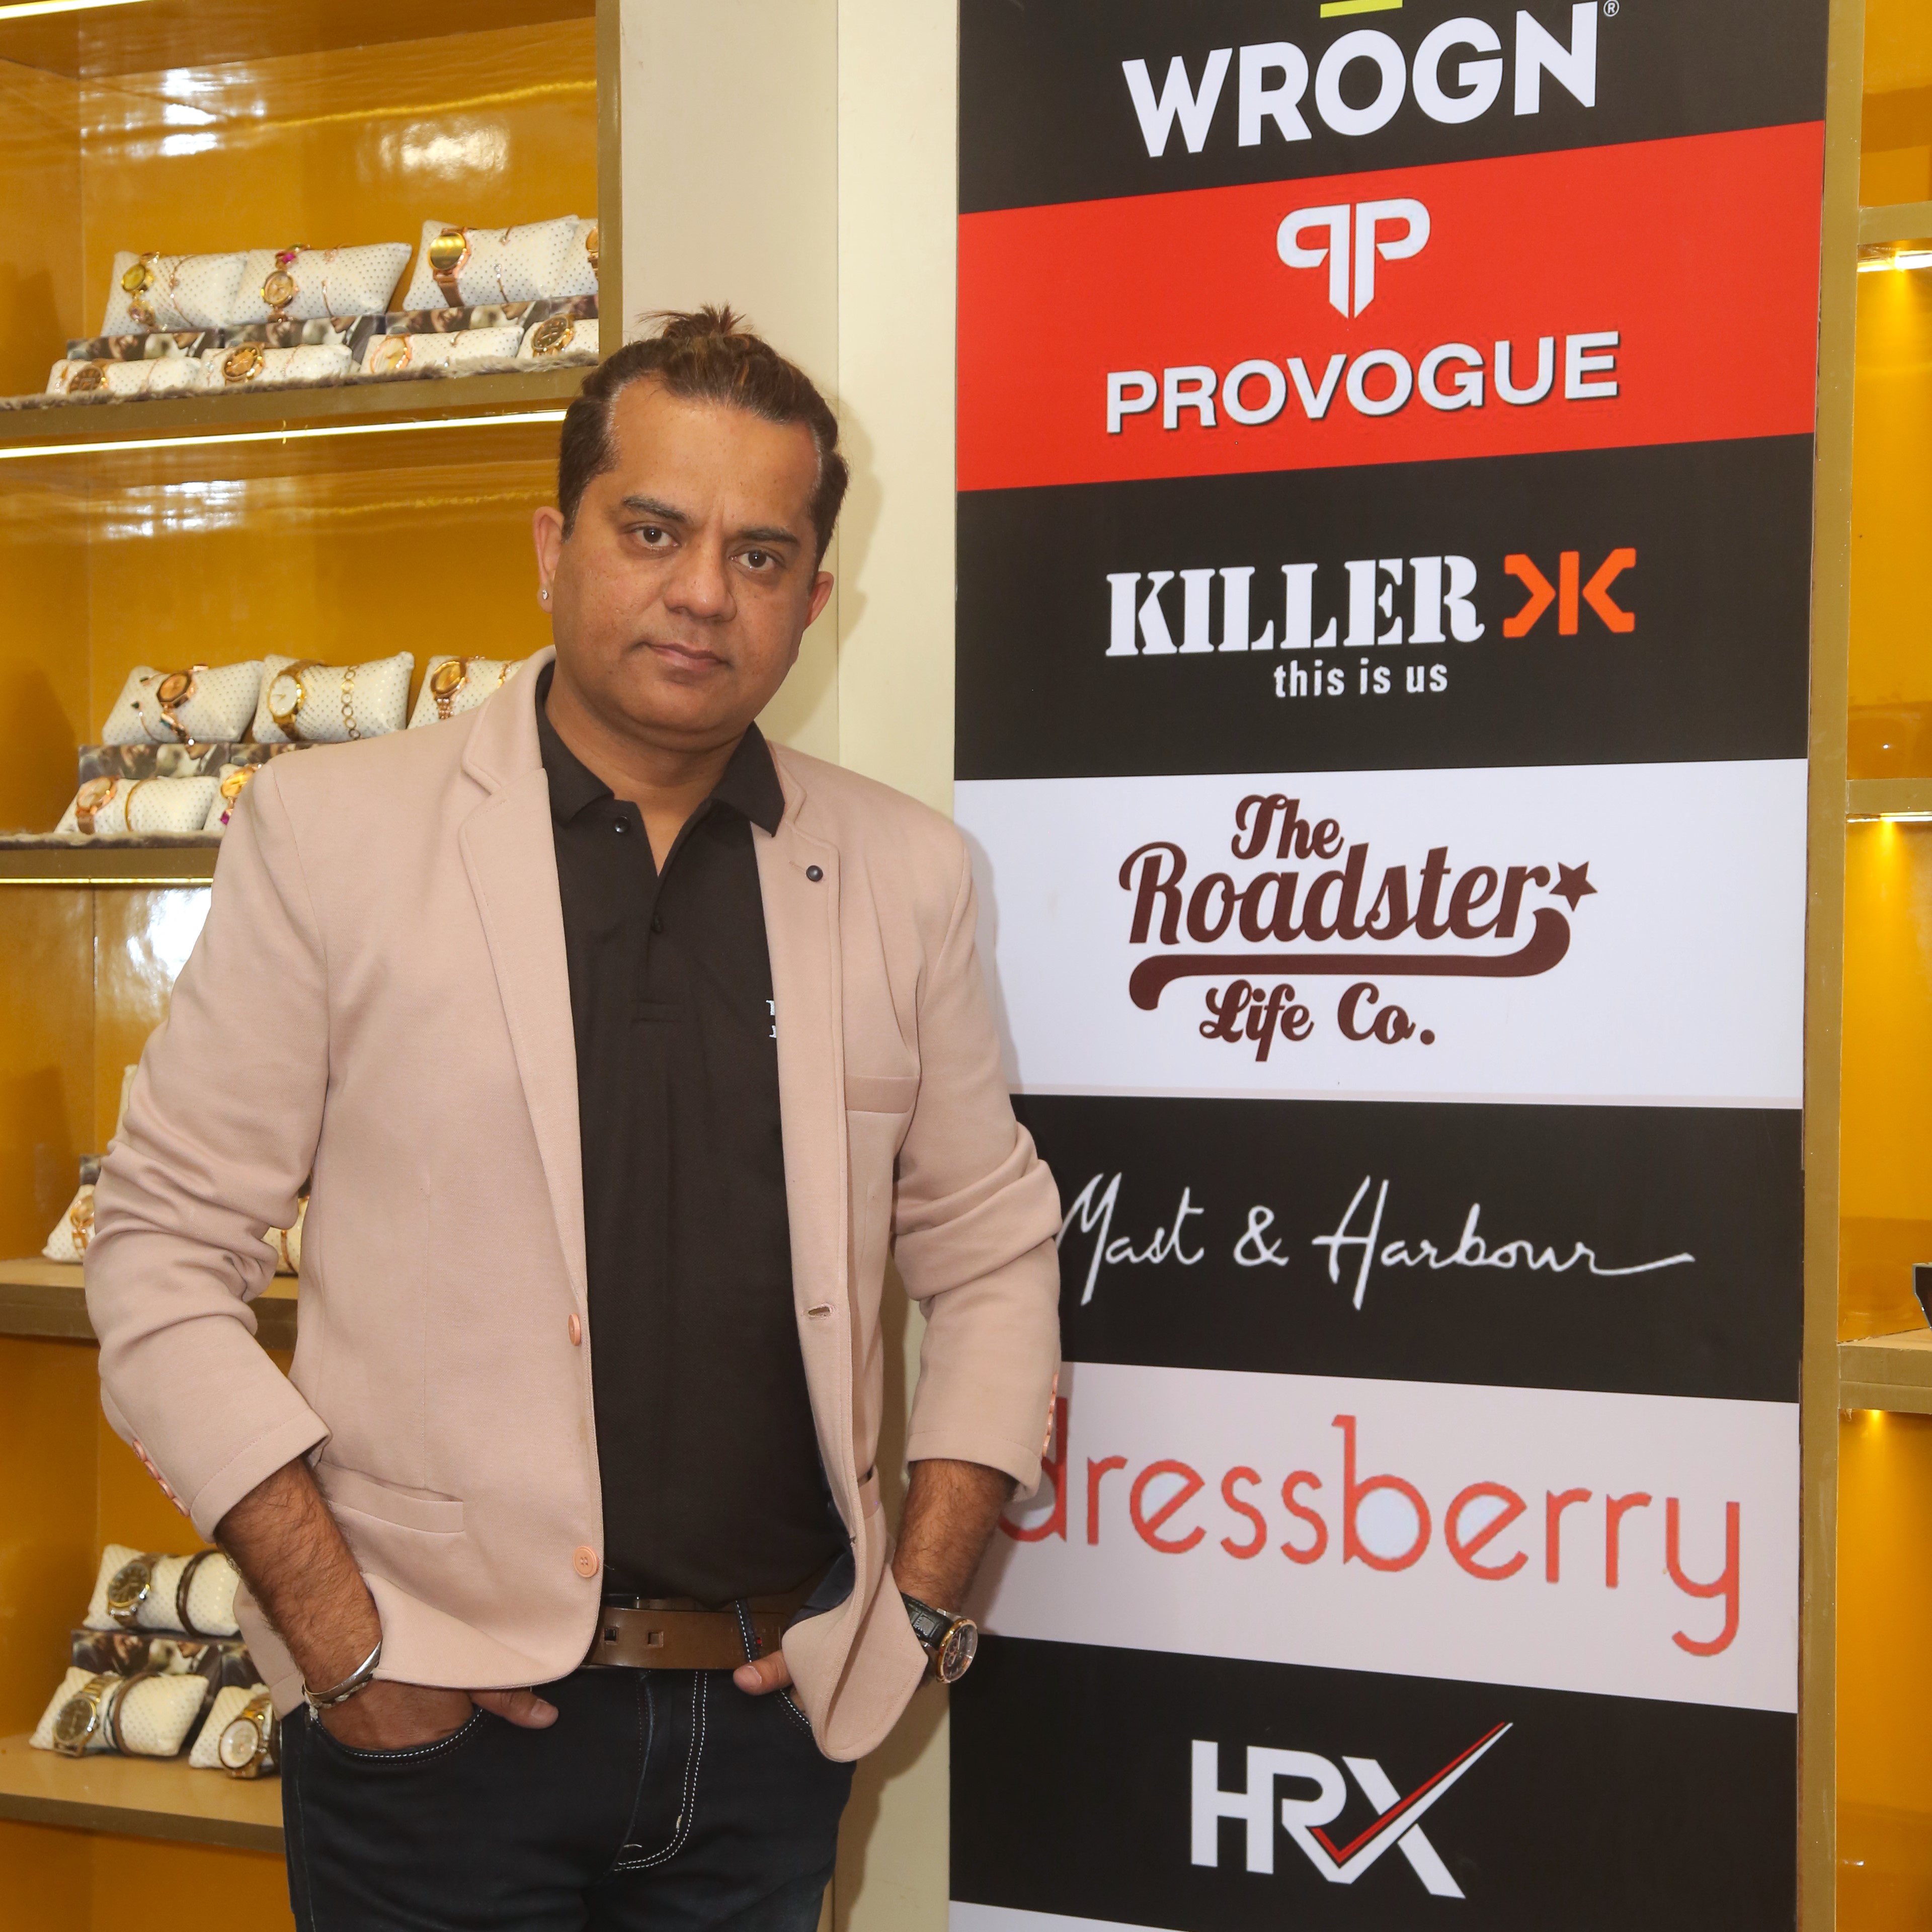 WROGN®
PROVOGUE
KILLER
this is us
The
Roadster
Life Co.
Mast & Harbour
dressberry
HRX